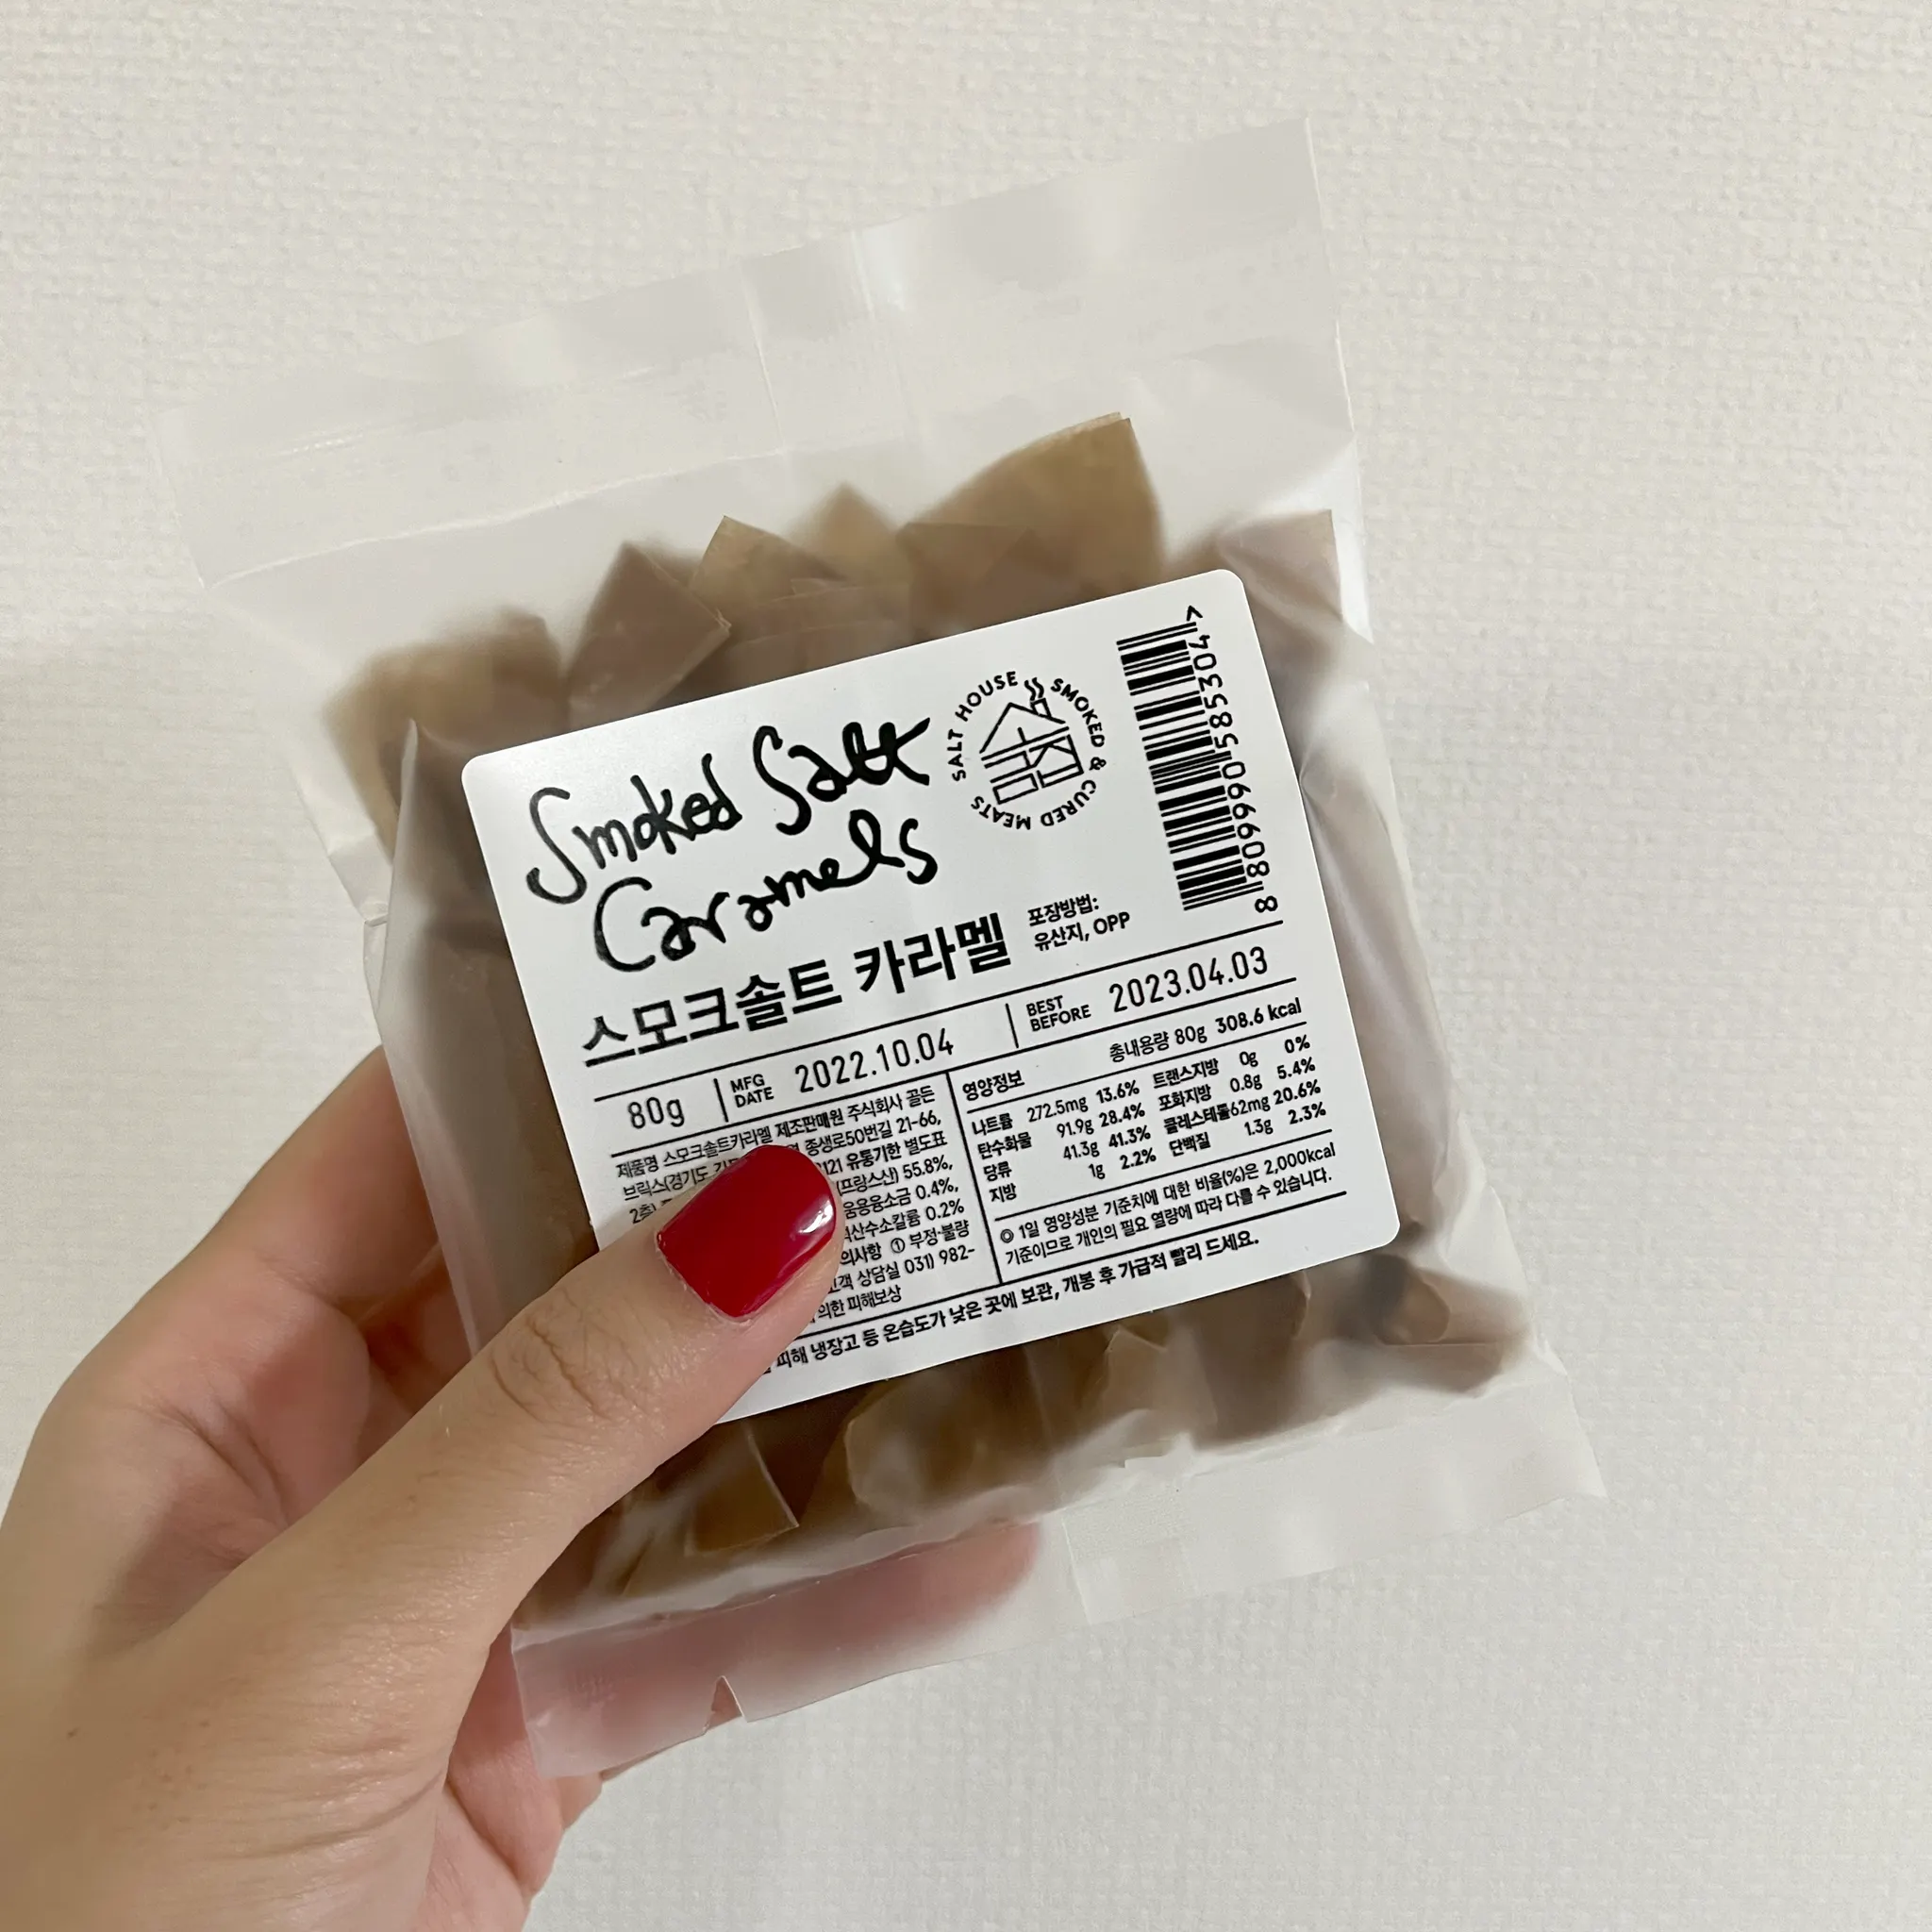 Smoked Salt
Caramels
SALT HOUSE SMOKED & CURED MEATS
8 809960 585304 >
스모크솔트 카라멜
포장방법:
유산지, OPP
80g
MFG
DATE
2022.10.04
BEST
BEFORE
2023.04.03
제품명 스모크솔트카라멜 제조판매원 주식회사 골든
브릭스(경기도 중생로50번길 21-66,
121 유통기한 별도표
(프랑스산) 55.8%,
0.4%,
0.2%
① 부정·불량
상담실 031) 982-
의한 피해보상
영양정보
총내용량 80g 308.6 kcal
나트륨 272.5mg 13.6% 트랜스지방 0g 0%
탄수화물 91.9g 28.4% 포화지방 0.8g 5.4%
당류 41.3g 41.3% 콜레스테롤62mg 20.6%
지방 1g 2.2% 단백질 1.3g 2.3%
◎ 1일 영양성분 기준치에 대한 비율(%)은 2,000kcal
기준이므로 개인의 필요 열량에 따라 다를 수 있습니다.
피해 냉장고 등 온습도가 낮은 곳에 보관, 개봉 후 가급적 빨리 드세요.